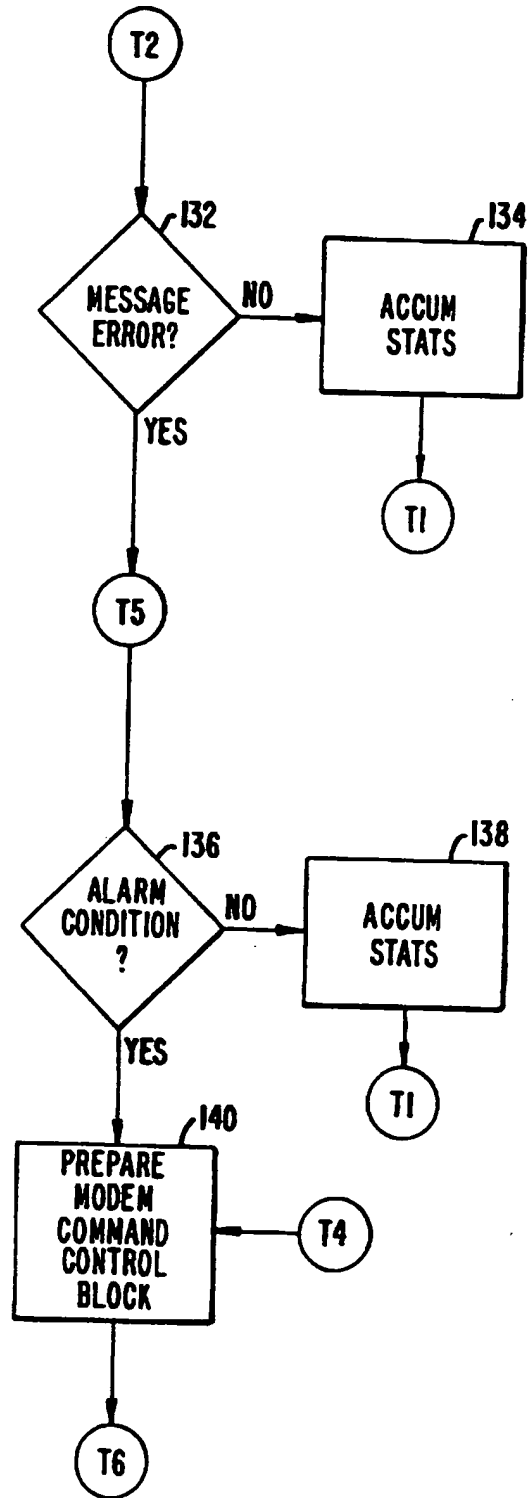 T2
132
MESSAGE
ERROR?
NO
134
ACCUM
STATS
YES
T1
T5
136
ALARM
CONDITION
?
NO
138
ACCUM
STATS
YES
T1
140
PREPARE
MODEM
COMMAND
CONTROL
BLOCK
T4
T6